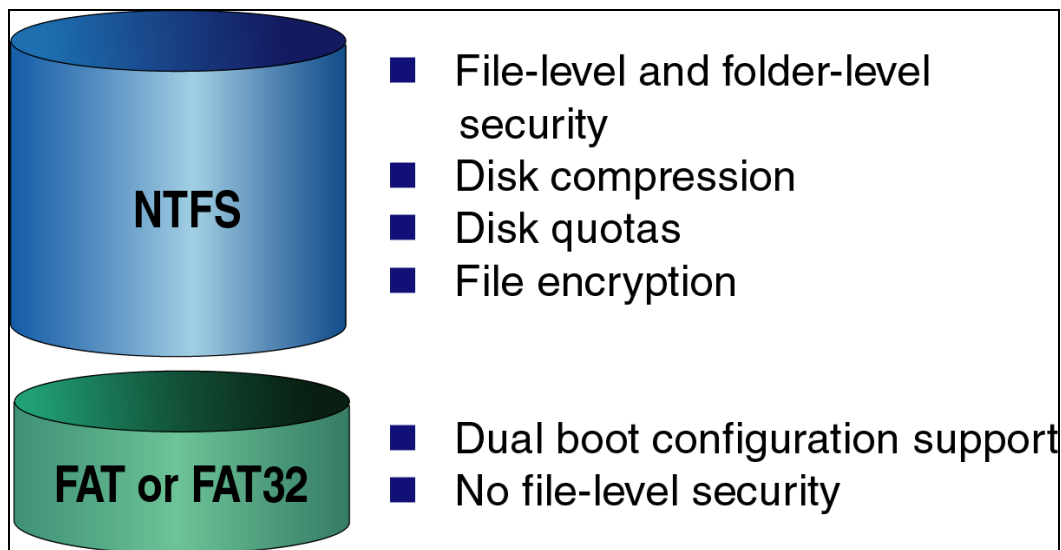 NTFS
■ File-level and folder-level
security
■ Disk compression
■ Disk quotas
■ File encryption
FAT or FAT32
■ Dual boot configuration support
■ No file-level security